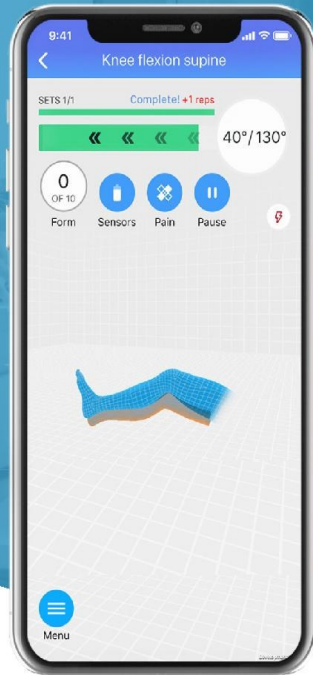 9:41
Knee flexion supine
SETS 1/1
Complete! +1 reps
40°/130°
0
OF 10
Form
Sensors
Pain
Pause
Menu